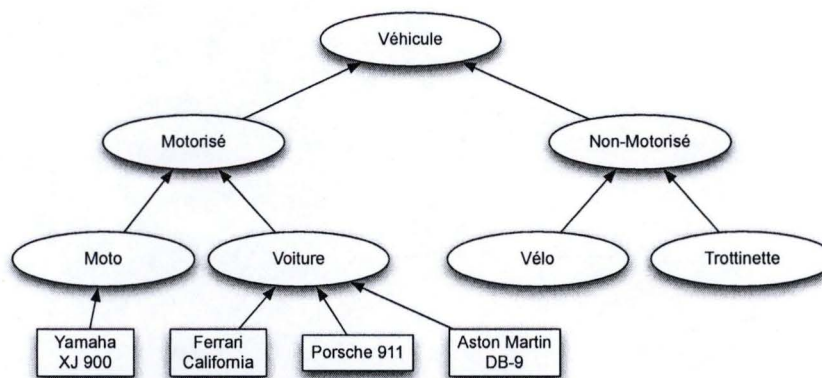 Véhicule
Motorisé
Non-Motorisé
Moto
Voiture
Vélo
Trottinette
Yamaha
XJ 900
Ferrari
California
Porsche 911
Aston Martin
DB-9